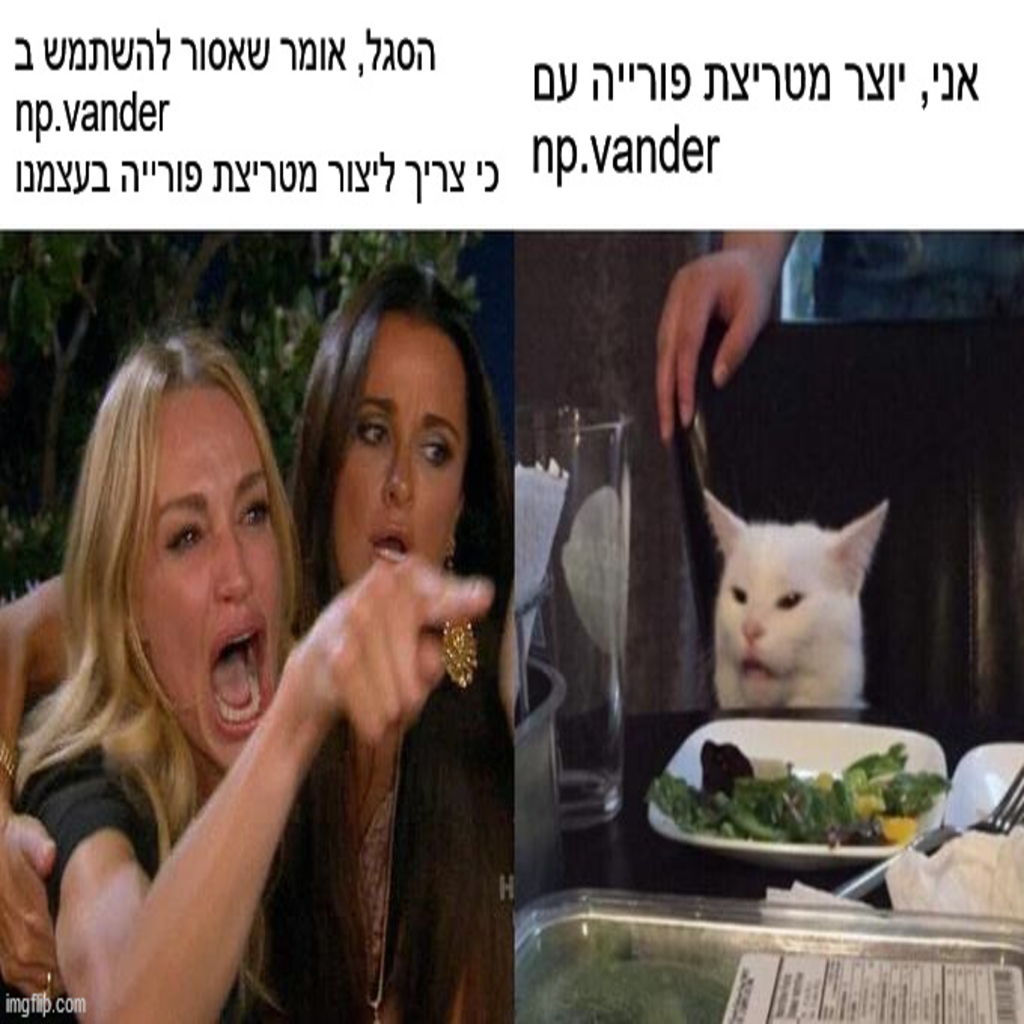 הסגל, אומר שאסור להשתמש ב
np.vander
כי צריך ליצור מטריצת פורייה בעצמנו
אני, יוצר מטריצת פורייה עם
np.vander
imgflip.com